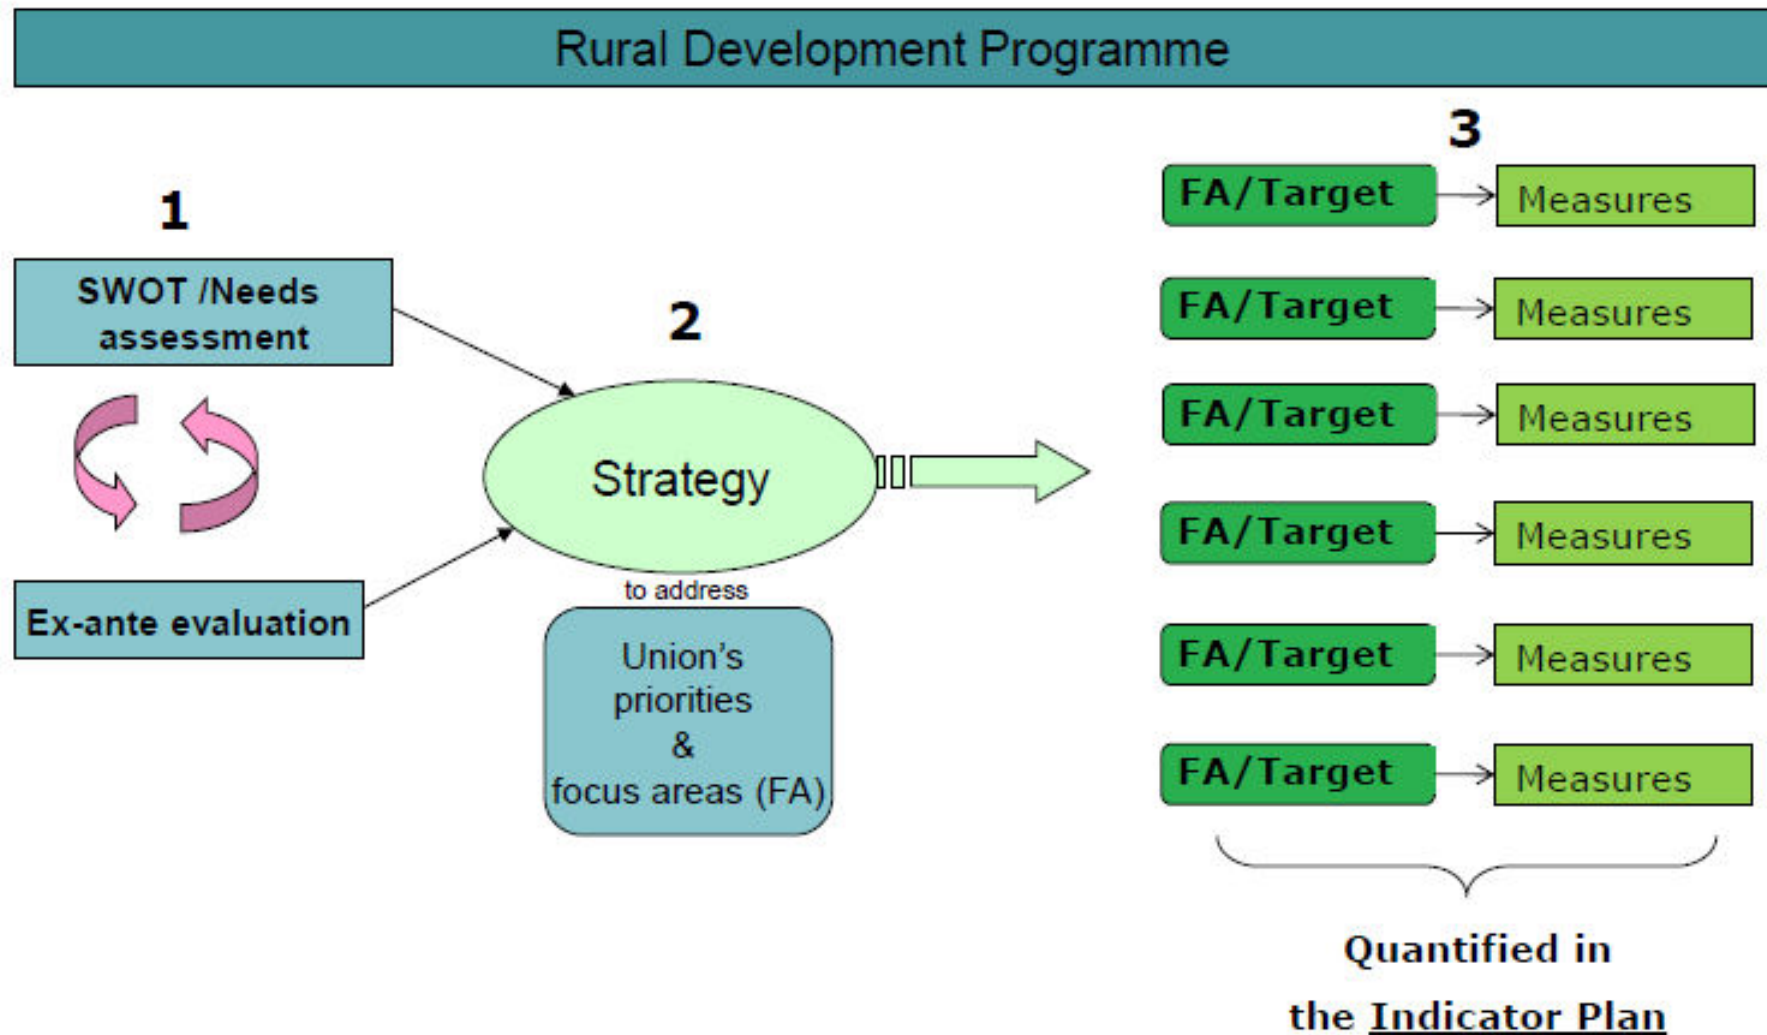 Rural Development Programme
1
SWOT /Needs
assessment
Ex-ante evaluation
2
Strategy
to address
Union's
priorities
&
focus areas (FA)
3
FA/Target
Measures
FA/Target
Measures
FA/Target
Measures
FA/Target
Measures
FA/Target
Measures
FA/Target
Measures
Quantified in
the Indicator Plan